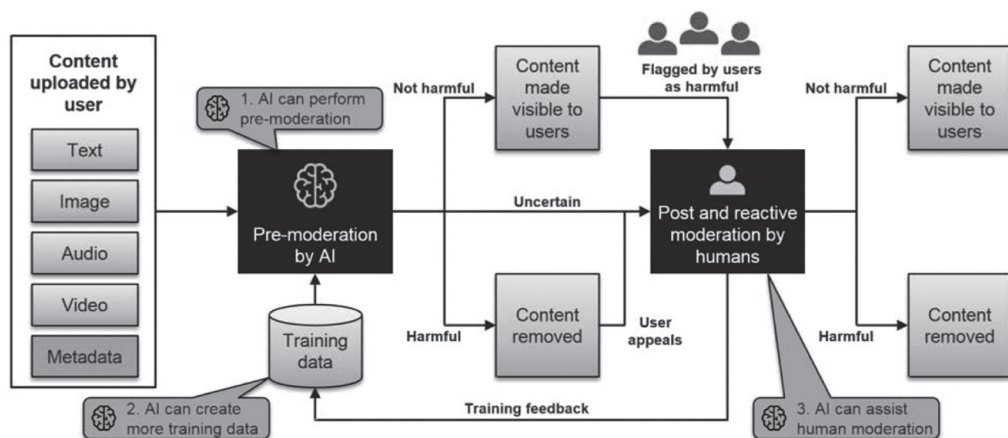 Content
uploaded by
user
Text
Image
Audio
Video
Metadata
1. AI can perform
pre-moderation
Pre-moderation
by AI
Training
data
2. AI can create
more training data
Not harmful
Content
made
visible to
users
Uncertain
Harmful
Content
removed
User
appeals
Flagged by users
as harmful
Post and reactive
moderation by
humans
Training feedback
3. AI can assist
human moderation
Not harmful
Content
made
visible to
users
Harmful
Content
removed